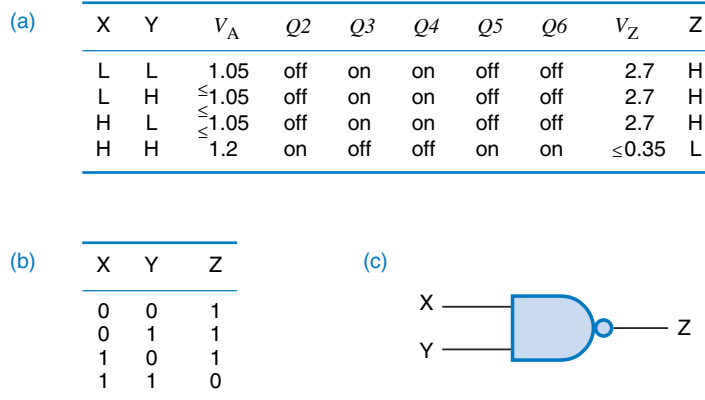 (a)
X Y V_A Q2 Q3 Q4 Q5 Q6 V_Z Z
L L ≤1.05 off on on off off 2.7 H
L H ≤1.05 off on on off off 2.7 H
H L ≤1.05 off on on off off 2.7 H
H H 1.2 on off off on on ≤0.35 L
(b)
X Y Z
0 0 1
0 1 1
1 0 1
1 1 0
(c)
X
Y
Z